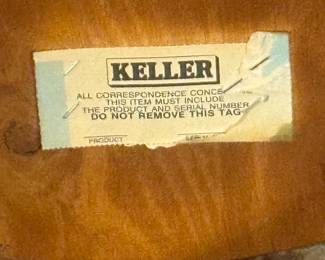 KELLER
ALL CORRESPONDENCE CONCE
THIS ITEM MUST INCLUDE
THE PRODUCT AND SERIAL NUMBER
DO NOT REMOVE THIS TAG
PRODUCT